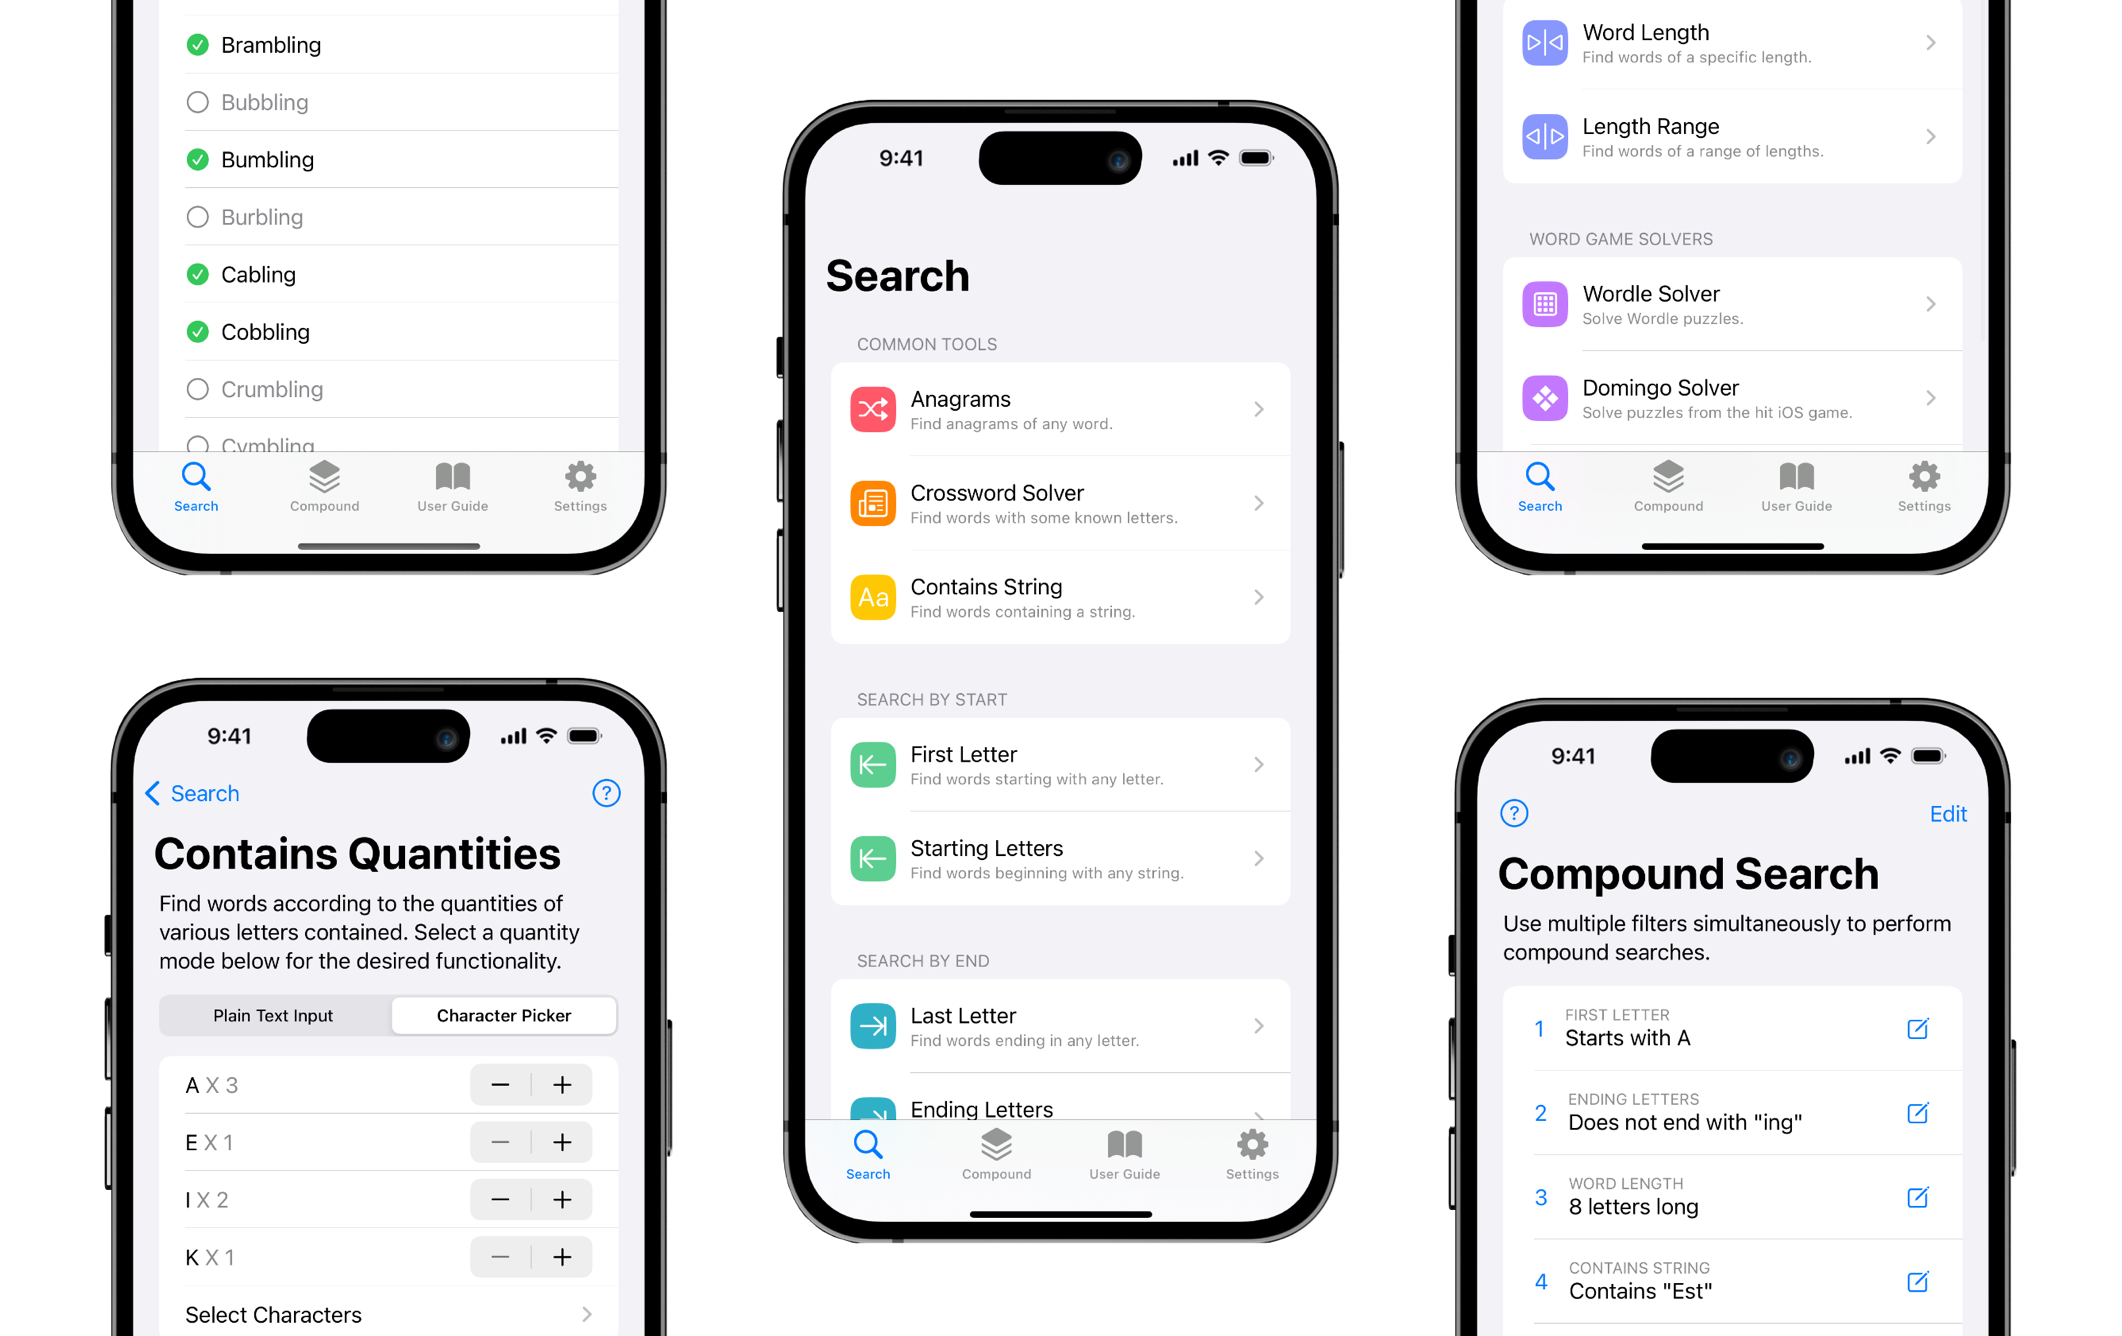 Brambling
Bubbling
Bumbling
Burbling
Cabling
Cobbling
Crumbling
Cymbling
Search
Compound
User Guide
Settings
9:41
Search
Contains Quantities
Find words according to the quantities of
various letters contained. Select a quantity
mode below for the desired functionality.
Plain Text Input
Character Picker
A X 3
E X 1
I X 2
K X 1
Select Characters
9:41
Search
COMMON TOOLS
Anagrams
Find anagrams of any word.
Crossword Solver
Find words with some known letters.
Aa
Contains String
Find words containing a string.
SEARCH BY START
First Letter
Find words starting with any letter.
Starting Letters
Find words beginning with any string.
SEARCH BY END
Last Letter
Find words ending in any letter.
Ending Letters
Search
Compound
User Guide
Settings
Word Length
Find words of a specific length.
Length Range
Find words of a range of lengths.
WORD GAME SOLVERS
Wordle Solver
Solve Wordle puzzles.
Domingo Solver
Solve puzzles from the hit iOS game.
Search
Compound
User Guide
Settings
9:41
Edit
Compound Search
Use multiple filters simultaneously to perform
compound searches.
1
FIRST LETTER
Starts with A
2
ENDING LETTERS
Does not end with "ing"
3
WORD LENGTH
8 letters long
4
CONTAINS STRING
Contains "Est"